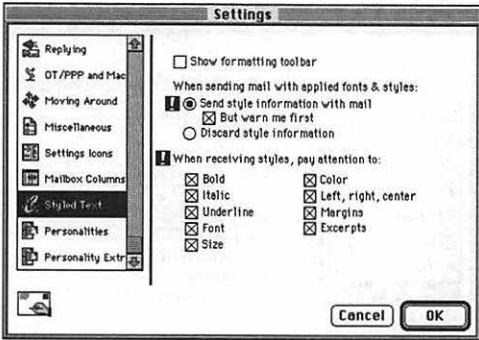 Settings
Replying
OT/PPP and Mac
Moving Around
Miscellaneous
Settings Icons
Mailbox Columns
Styled Text
Personalities
Personality Extr
Show formatting toolbar
When sending mail with applied fonts & styles:
Send style information with mail
But warn me first
Discard style information
When receiving styles, pay attention to:
Bold
Italic
Underline
Font
Size
Color
Left, right, center
Margins
Excerpts
Cancel
OK